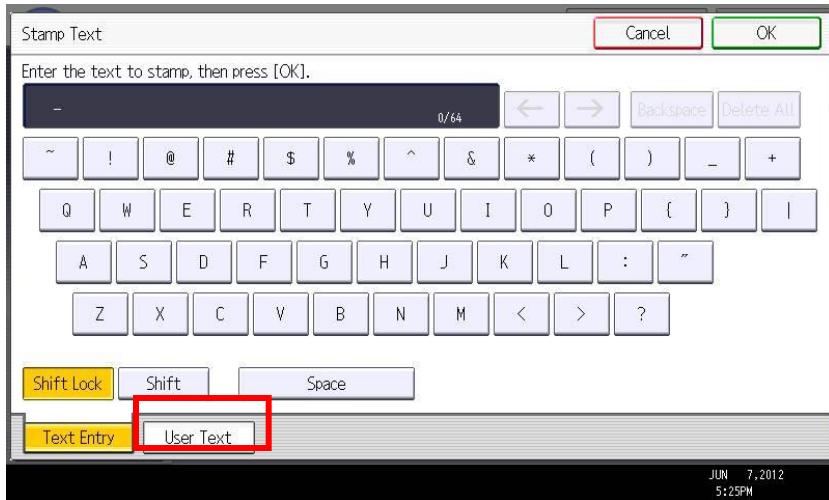 Stamp Text Cancel OK
Enter the text to stamp, then press [OK].
_ 0/64 ← → Backspace Delete All
~ ! @ # $ % ^ & * ( ) _ +
Q W E R T Y U I O P { } |
A S D F G H J K L : "
Z X C V B N M < > ?
Shift Lock Shift Space
Text Entry User Text
JUN 7,2012
5:25PM